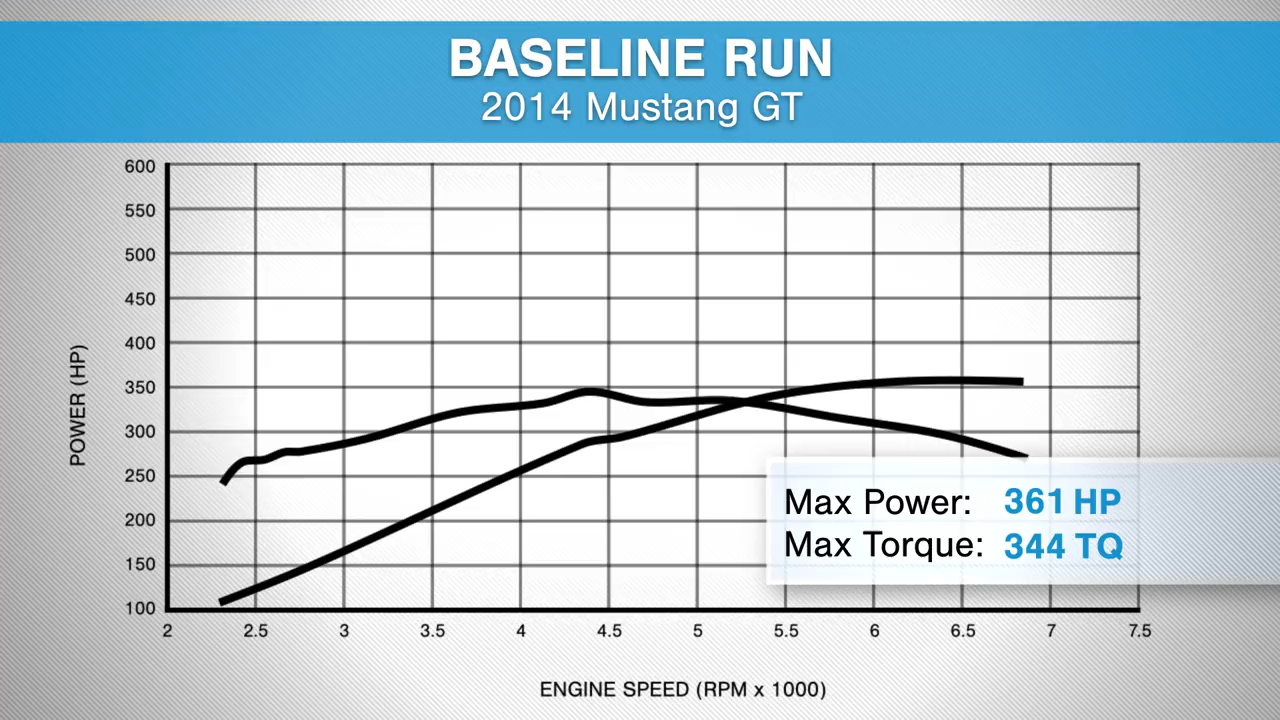 BASELINE RUN
2014 Mustang GT
600
550
500
450
400
350
300
250
200
150
100
POWER (HP)
Max Power: 361 HP
Max Torque: 344 TQ
2 2.5 3 3.5 4 4.5 5 5.5 6 6.5 7 7.5
ENGINE SPEED (RPM x 1000)